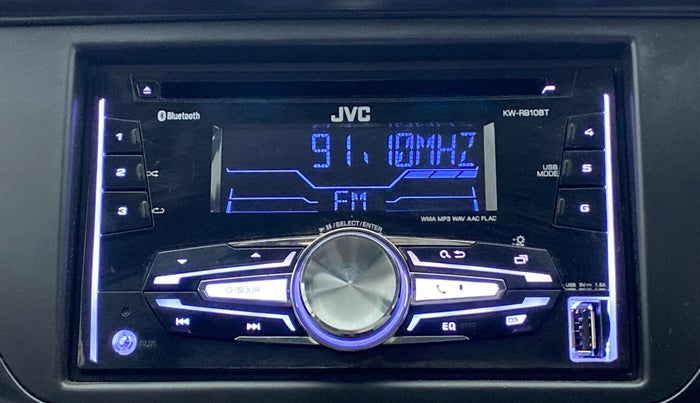 Bluetooth
JVC
KW-R910BT
1
91.10MHZ
4
2
USB MODE
5
3
FM
6
WMA MP3 WAV AAC FLAC
/SELECT/ENTER
USB 5V 1.5A
EQ
AUX